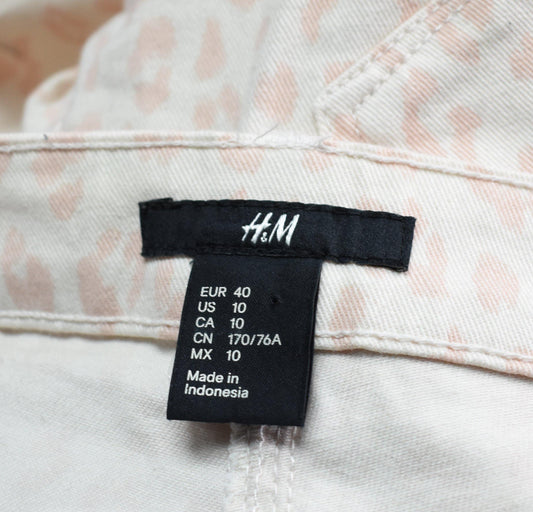 H&M
EUR 40
US 10
CA 10
CN 170/76A
MX 10
Made in
Indonesia